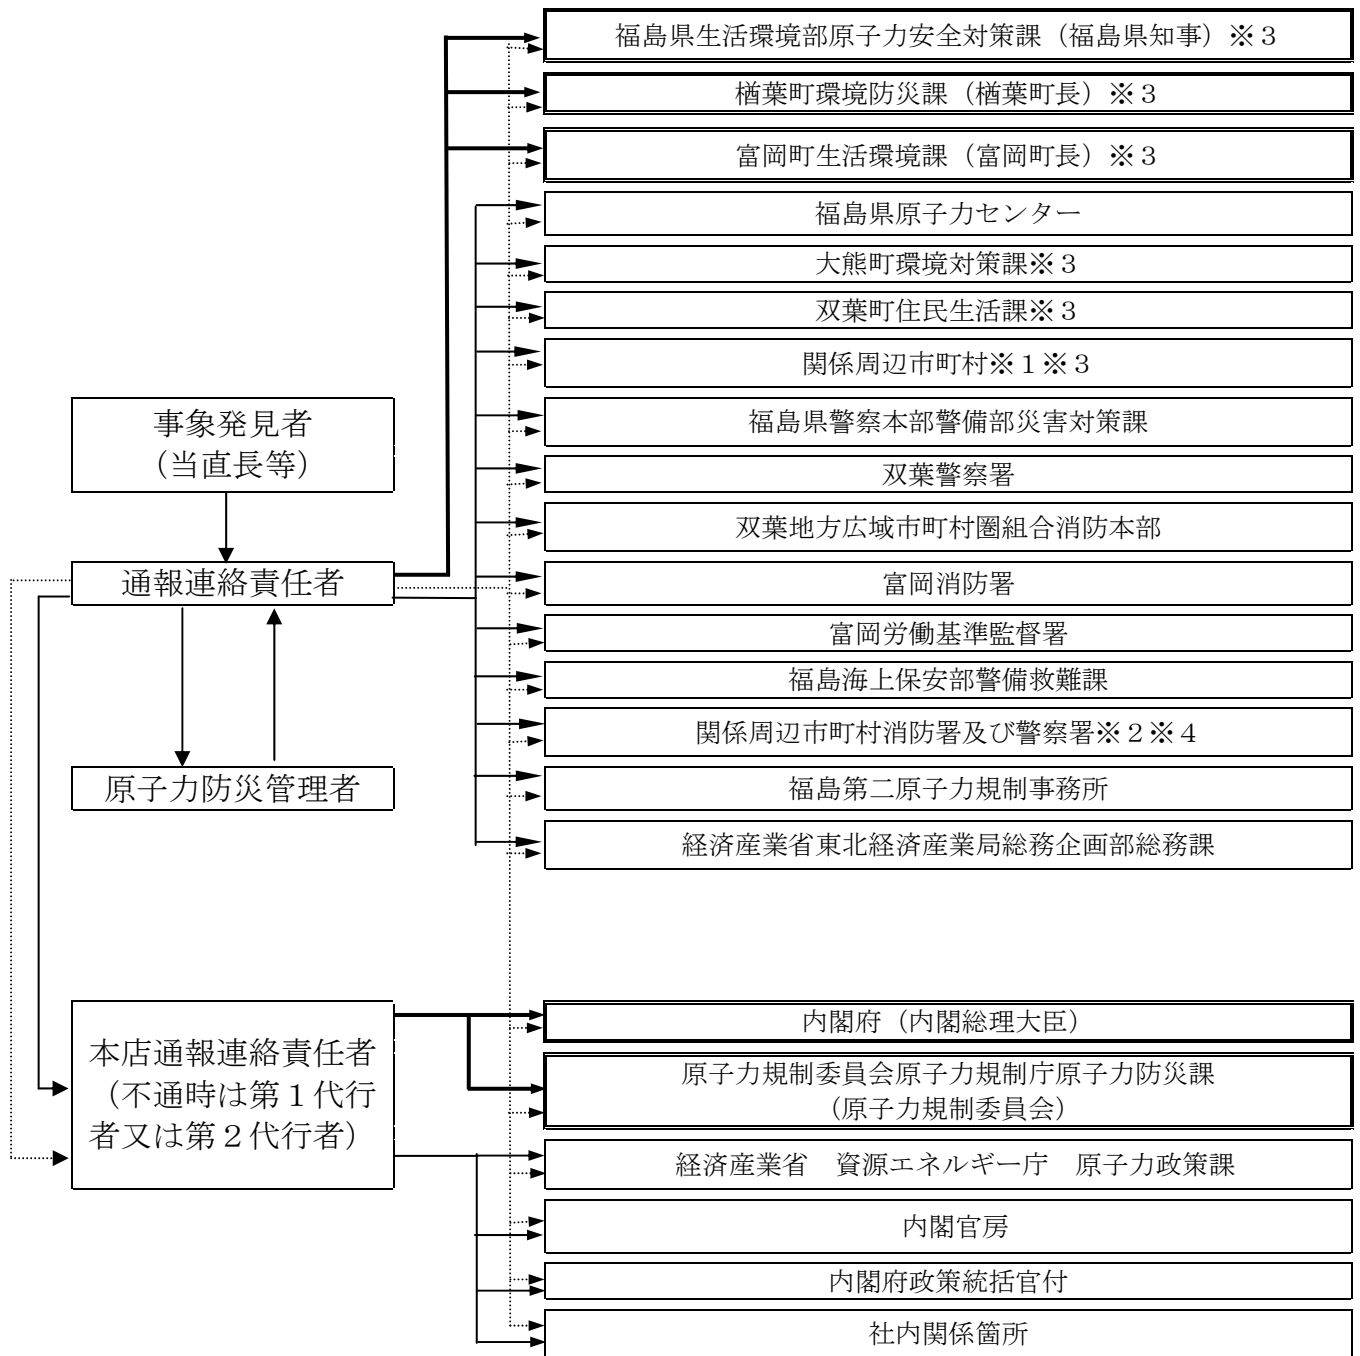 福島県生活環境部原子力安全対策課（福島県知事）※３
楢葉町環境防災課（楢葉町長）※３
富岡町生活環境課（富岡町長）※３
福島県原子力センター
大熊町環境対策課※３
双葉町住民生活課※３
関係周辺市町村※１※３
福島県警察本部警備部災害対策課
双葉警察署
双葉地方広域市町村圏組合消防本部
富岡消防署
富岡労働基準監督署
福島海上保安部警備救難課
関係周辺市町村消防署及び警察署※２※４
福島第二原子力規制事務所
経済産業省東北経済産業局総務企画部総務課
事象発見者
（当直長等）
通報連絡責任者
原子力防災管理者
本店通報連絡責任者
（不通時は第１代行
者又は第２代行者）
内閣府（内閣総理大臣）
原子力規制委員会原子力規制庁原子力防災課
（原子力規制委員会）
経済産業省　資源エネルギー庁　原子力政策課
内閣官房
内閣府政策統括官付
社内関係箇所